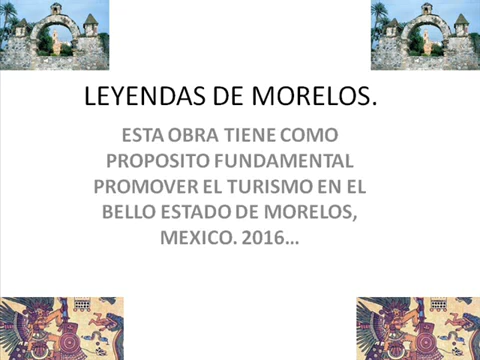 LEYENDAS DE MORELOS.
ESTA OBRA TIENE COMO
PROPOSITO FUNDAMENTAL
PROMOVER EL TURISMO EN EL
BELLO ESTADO DE MORELOS,
MEXICO. 2016...